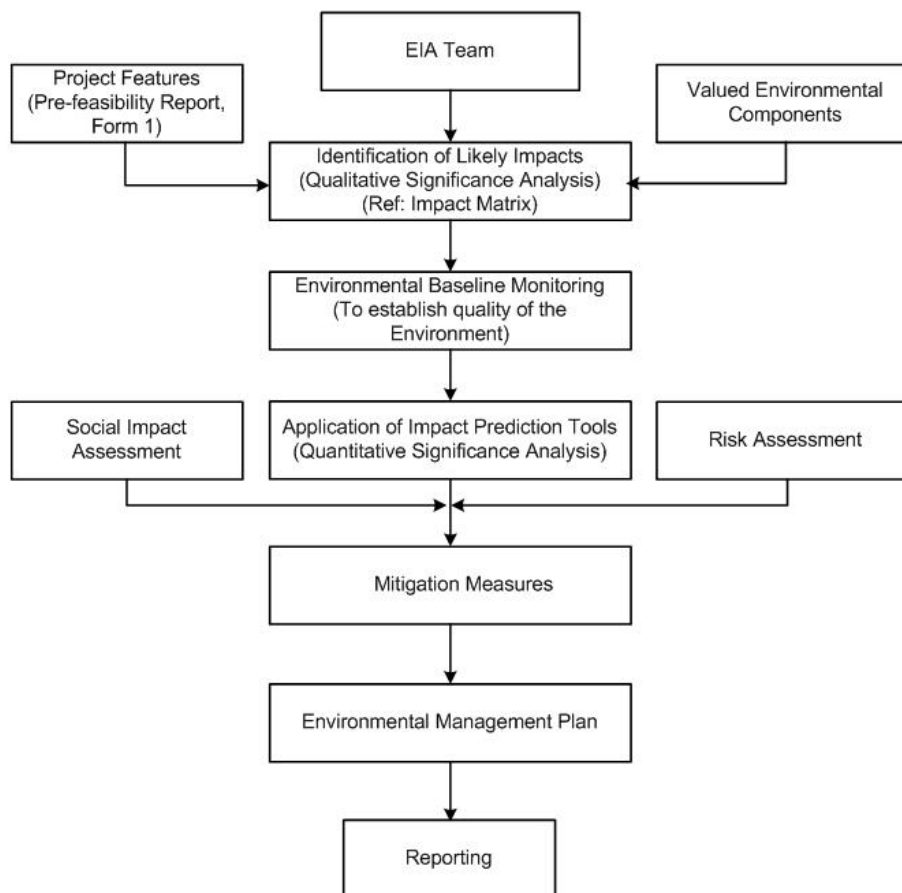 EIA Team
Project Features
(Pre-feasibility Report,
Form 1)
Valued Environmental
Components
Identification of Likely Impacts
(Qualitative Significance Analysis)
(Ref: Impact Matrix)
Environmental Baseline Monitoring
(To establish quality of the
Environment)
Social Impact
Assessment
Application of Impact Prediction Tools
(Quantitative Significance Analysis)
Risk Assessment
Mitigation Measures
Environmental Management Plan
Reporting